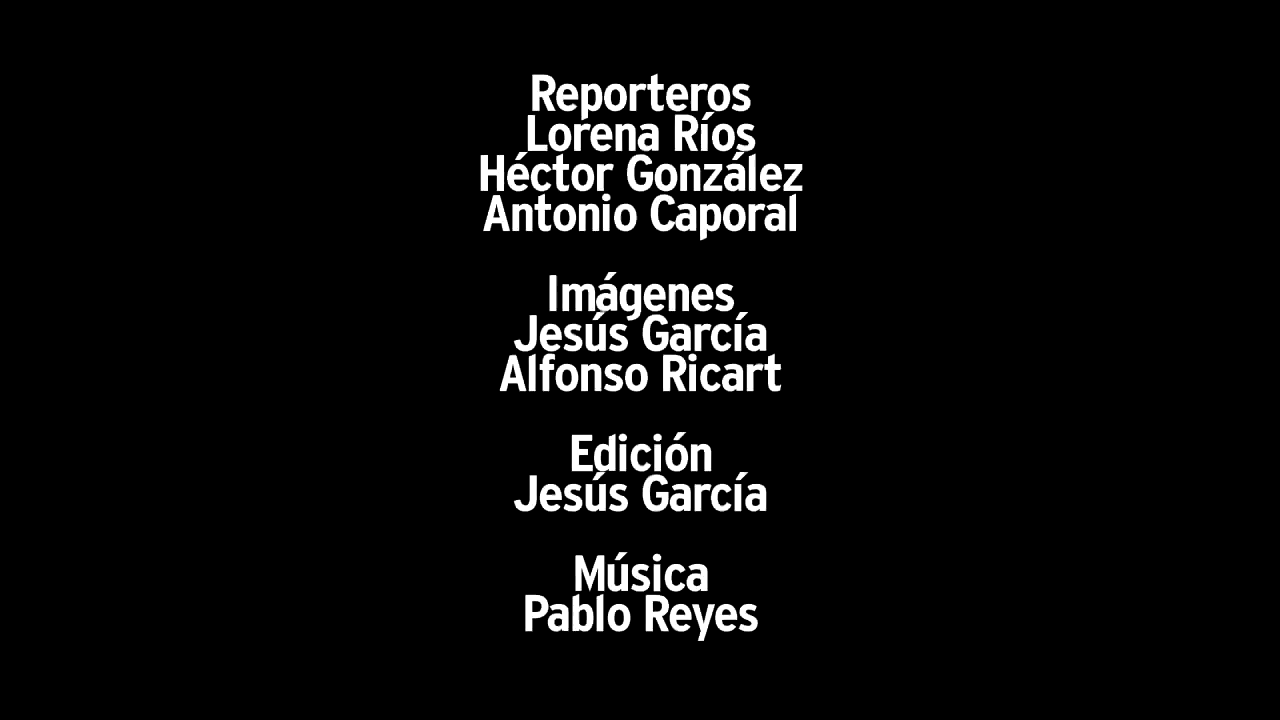 Reporteros
Lorena Ríos
Héctor González
Antonio Caporal
Imágenes
Jesús García
Alfonso Ricart
Edición
Jesús García
Música
Pablo Reyes